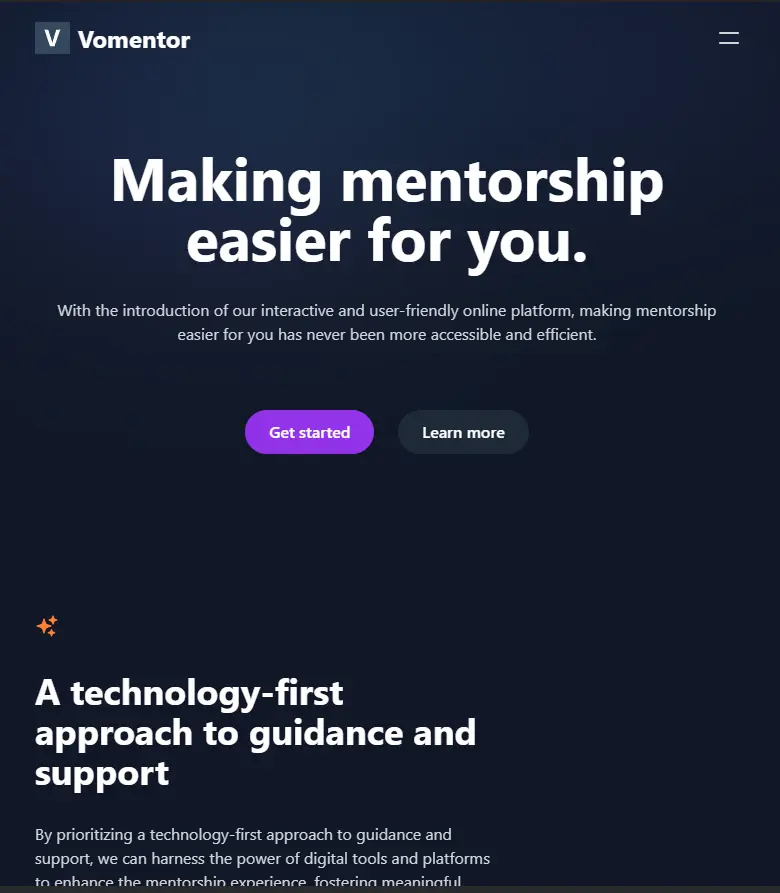 V Vomentor
Making mentorship
easier for you.
With the introduction of our interactive and user-friendly online platform, making mentorship
easier for you has never been more accessible and efficient.
Get started Learn more
A technology-first
approach to guidance and
support
By prioritizing a technology-first approach to guidance and
support, we can harness the power of digital tools and platforms
to enhance the mentorship experience, fostering meaningful